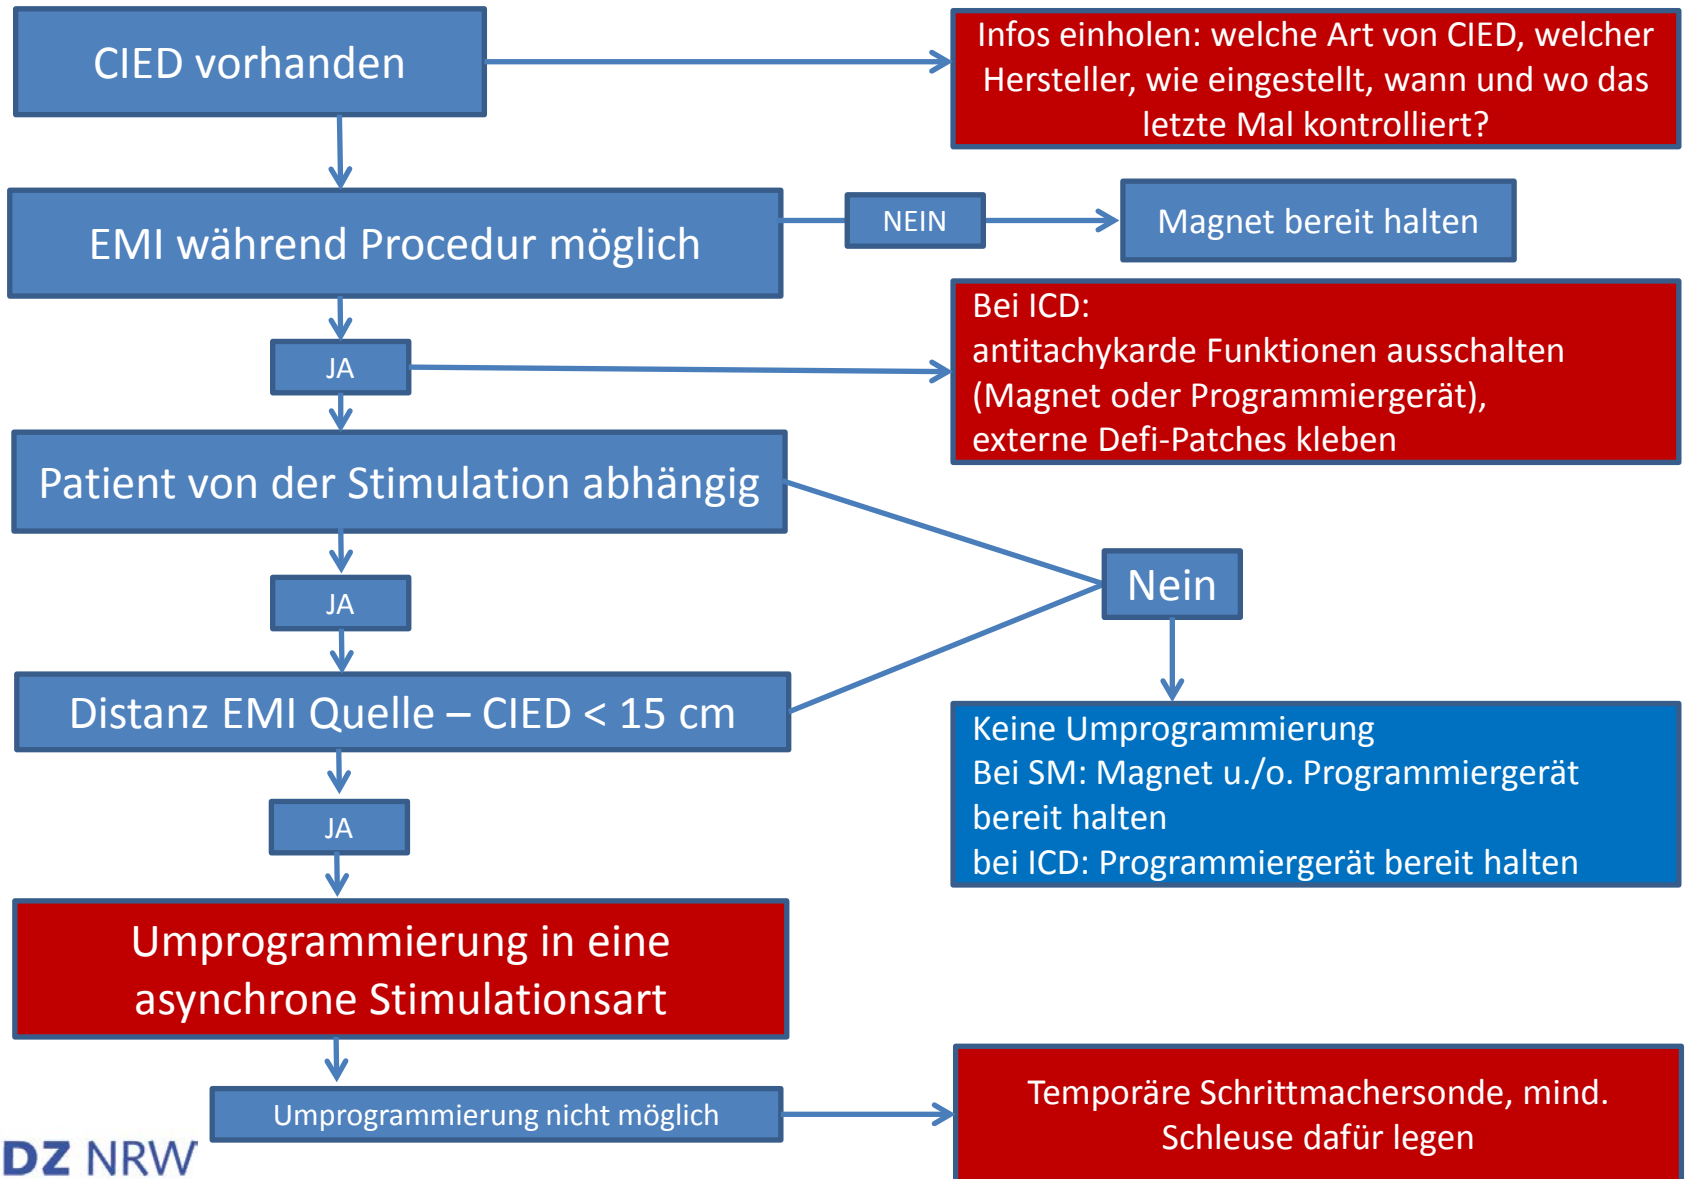 CIED vorhanden
Infos einholen: welche Art von CIED, welcher
Hersteller, wie eingestellt, wann und wo das
letzte Mal kontrolliert?
EMI während Procedur möglich
NEIN
Magnet bereit halten
JA
Bei ICD:
antitachykarde Funktionen ausschalten
(Magnet oder Programmiergerät),
externe Defi-Patches kleben
Patient von der Stimulation abhängig
JA
Nein
Distanz EMI Quelle – CIED < 15 cm
Keine Umprogrammierung
Bei SM: Magnet u./o. Programmiergerät
bereit halten
bei ICD: Programmiergerät bereit halten
JA
Umprogrammierung in eine
asynchrone Stimulationsart
Umprogrammierung nicht möglich
Temporäre Schrittmachersonde, mind.
Schleuse dafür legen
DZ NRW